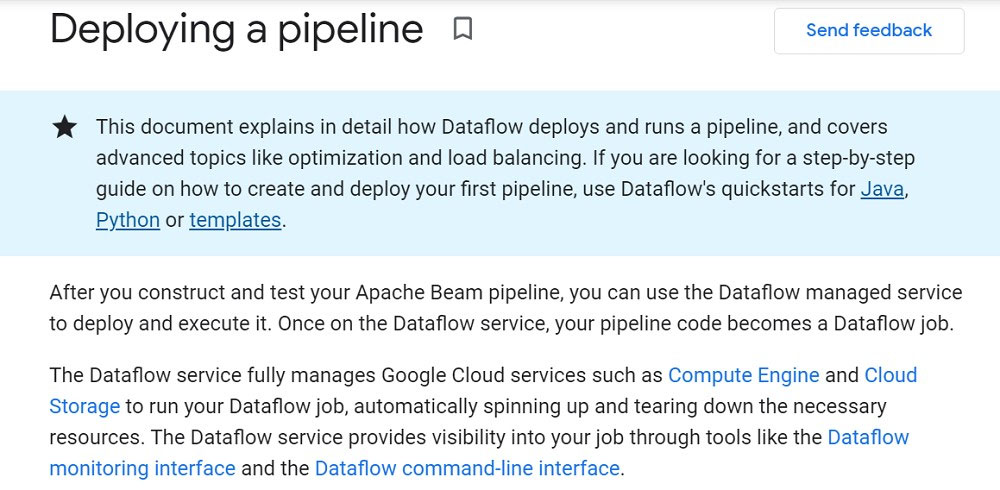 Deploying a pipeline
Send feedback
This document explains in detail how Dataflow deploys and runs a pipeline, and covers
advanced topics like optimization and load balancing. If you are looking for a step-by-step
guide on how to create and deploy your first pipeline, use Dataflow's quickstarts for Java,
Python or templates.
After you construct and test your Apache Beam pipeline, you can use the Dataflow managed service
to deploy and execute it. Once on the Dataflow service, your pipeline code becomes a Dataflow job.
The Dataflow service fully manages Google Cloud services such as Compute Engine and Cloud
Storage to run your Dataflow job, automatically spinning up and tearing down the necessary
resources. The Dataflow service provides visibility into your job through tools like the Dataflow
monitoring interface and the Dataflow command-line interface.